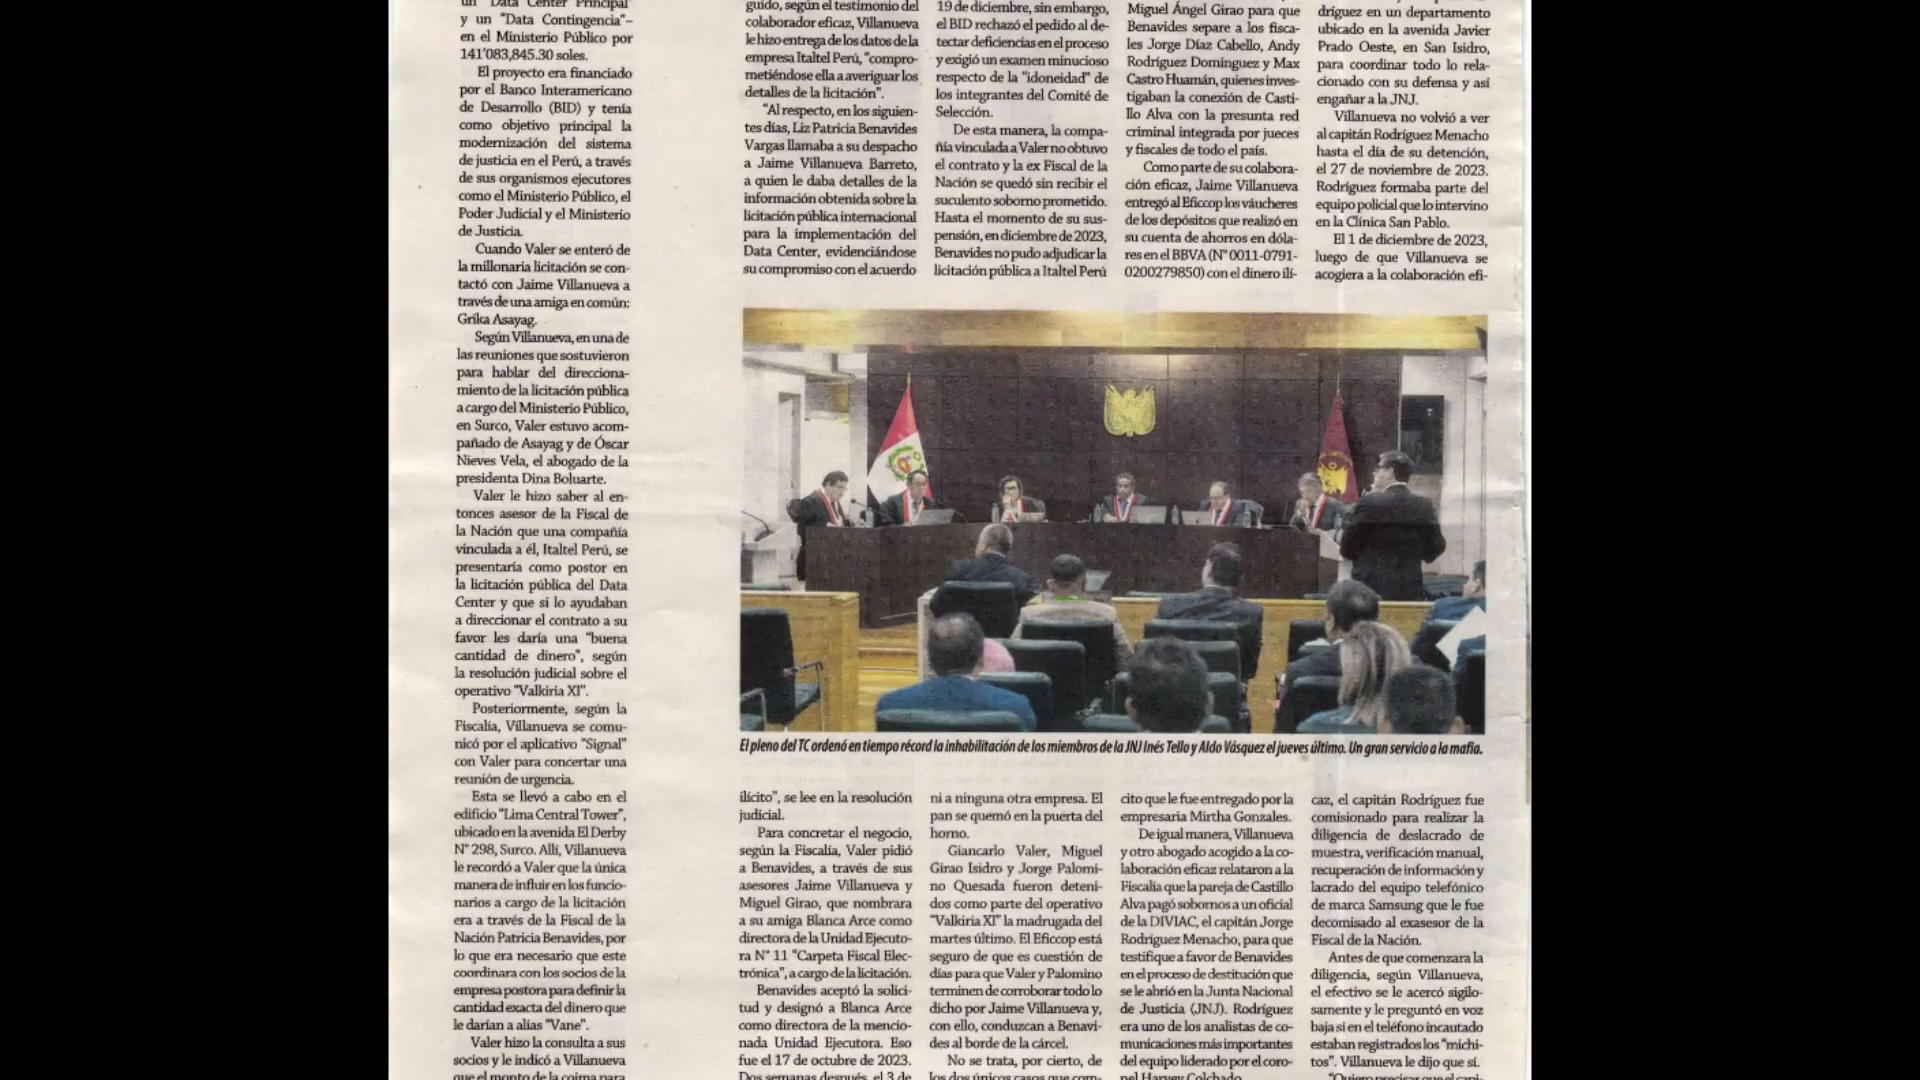 un "Data Center Principal"
y un "Data Contingencia"–
en el Ministerio Público por
141'083,845.30 soles.
El proyecto era financiado
por el Banco Interamericano
de Desarrollo (BID) y tenía
como objetivo principal la
modernización del sistema
de justicia en el Perú, a través
de sus organismos ejecutores
como el Ministerio Público, el
Poder Judicial y el Ministerio
de Justicia.
Cuando Valer se enteró de
la millonaria licitación se con-
tactó con Jaime Villanueva a
través de una amiga en común:
Grika Asayag.
Según Villanueva, en una de
las reuniones que sostuvieron
para hablar del direcciona-
miento de la licitación pública
a cargo del Ministerio Público,
en Surco, Valer estuvo acom-
pañado de Asayag y de Óscar
Nieves Vela, el abogado de la
presidenta Dina Boluarte.
Valer le hizo saber al en-
tonces asesor de la Fiscal de
la Nación que una compañía
vinculada a él, Italtel Perú, se
presentaría como postor en
la licitación pública del Data
Center y que si lo ayudaban
a direccionar el contrato a su
favor les daría una "buena
cantidad de dinero", según
la resolución judicial sobre el
operativo "Valkiria XI".
Posteriormente, según la
Fiscalía, Villanueva se comu-
nicó por el aplicativo "Signal"
con Valer para concertar una
reunión de urgencia.
Esta se llevó a cabo en el
edificio "Lima Central Tower",
ubicado en la avenida El Derby
N° 298, Surco. Allí, Villanueva
le recordó a Valer que la única
manera de influir en los funcio-
narios a cargo de la licitación
era a través de la Fiscal de la
Nación Patricia Benavides, por
lo que era necesario que este
coordinara con los socios de la
empresa postora para definir la
cantidad exacta del dinero que
le darían a alias "Vane".
Valer hizo la consulta a sus
socios y le indicó a Villanueva
que el monto de la coima para
guido, según el testimonio del
colaborador eficaz, Villanueva
le hizo entrega de los datos de la
empresa Italtel Perú, "compro-
metiéndose ella a averiguar los
detalles de la licitación".
"Al respecto, en los siguien-
tes días, Liz Patricia Benavides
Vargas llamaba a su despacho
a Jaime Villanueva Barreto,
a quien le daba detalles de la
información obtenida sobre la
licitación pública internacional
para la implementación del
Data Center, evidenciándose
su compromiso con el acuerdo
19 de diciembre, sin embargo,
el BID rechazó el pedido al de-
tectar deficiencias en el proceso
y exigió un examen minucioso
respecto de la "idoneidad" de
los integrantes del Comité de
Selección.
De esta manera, la compa-
ñía vinculada a Valer no obtuvo
el contrato y la ex Fiscal de la
Nación se quedó sin recibir el
suculento soborno prometido.
Hasta el momento de su sus-
pensión, en diciembre de 2023,
Benavides no pudo adjudicar la
licitación pública a Italtel Perú
Miguel Ángel Girao para que
Benavides separe a los fisca-
les Jorge Díaz Cabello, Andy
Rodríguez Domínguez y Max
Castro Huamán, quienes inves-
tigaban la conexión de Casti-
llo Alva con la presunta red
criminal integrada por jueces
y fiscales de todo el país.
Como parte de su colabora-
ción eficaz, Jaime Villanueva
entregó al Eficcop los váucheres
de los depósitos que realizó en
su cuenta de ahorros en dóla-
res en el BBVA (N° 0011-0791-
0200279850) con el dinero ilí-
dríguez en un departamento
ubicado en la avenida Javier
Prado Oeste, en San Isidro,
para coordinar todo lo rela-
cionado con su defensa y así
engañar a la JNJ.
Villanueva no volvió a ver
al capitán Rodríguez Menacho
hasta el día de su detención,
el 27 de noviembre de 2023.
Rodríguez formaba parte del
equipo policial que lo intervino
en la Clínica San Pablo.
El 1 de diciembre de 2023,
luego de que Villanueva se
acogiera a la colaboración efi-
El pleno del TC ordenó en tiempo récord la inhabilitación de los miembros de la JNJ Inés Tello y Aldo Vásquez el jueves último. Un gran servicio a la mafia.
ilícito", se lee en la resolución
judicial.
Para concretar el negocio,
según la Fiscalía, Valer pidió
a Benavides, a través de sus
asesores Jaime Villanueva y
Miguel Girao, que nombrara
a su amiga Blanca Arce como
directora de la Unidad Ejecuto-
ra N° 11 "Carpeta Fiscal Elec-
trónica", a cargo de la licitación.
Benavides aceptó la solici-
tud y designó a Blanca Arce
como directora de la mencio-
nada Unidad Ejecutora. Eso
fue el 17 de octubre de 2023.
Dos semanas después, el 3 de
ni a ninguna otra empresa. El
pan se quemó en la puerta del
horno.
Giancarlo Valer, Miguel
Girao Isidro y Jorge Palomi-
no Quesada fueron deteni-
dos como parte del operativo
"Valkiria XI" la madrugada del
martes último. El Eficcop está
seguro de que es cuestión de
días para que Valer y Palomino
terminen de corroborar todo lo
dicho por Jaime Villanueva y,
con ello, conduzcan a Benavi-
des al borde de la cárcel.
No se trata, por cierto, de
los dos únicos casos que com-
cito que le fue entregado por la
empresaria Mirtha Gonzales.
De igual manera, Villanueva
y otro abogado acogido a la co-
laboración eficaz relataron a la
Fiscalía que la pareja de Castillo
Alva pagó sobornos a un oficial
de la DIVIAC, el capitán Jorge
Rodríguez Menacho, para que
testifique a favor de Benavides
en el proceso de destitución que
se le abrió en la Junta Nacional
de Justicia (JNJ). Rodríguez
era uno de los analistas de co-
municaciones más importantes
del equipo liderado por el coro-
nel Harvey Colchado.
caz, el capitán Rodríguez fue
comisionado para realizar la
diligencia de deslacrado de
muestra, verificación manual,
recuperación de información y
lacrado del equipo telefónico
de marca Samsung que le fue
decomisado al exasesor de la
Fiscal de la Nación.
Antes de que comenzara la
diligencia, según Villanueva,
el efectivo se le acercó sigilo-
samente y le preguntó en voz
baja si en el teléfono incautado
estaban registrados los "michi-
tos". Villanueva le dijo que sí.
"Quiero precisar que el capi-